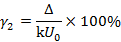 γ₂ = Δ / kU₀ × 100%